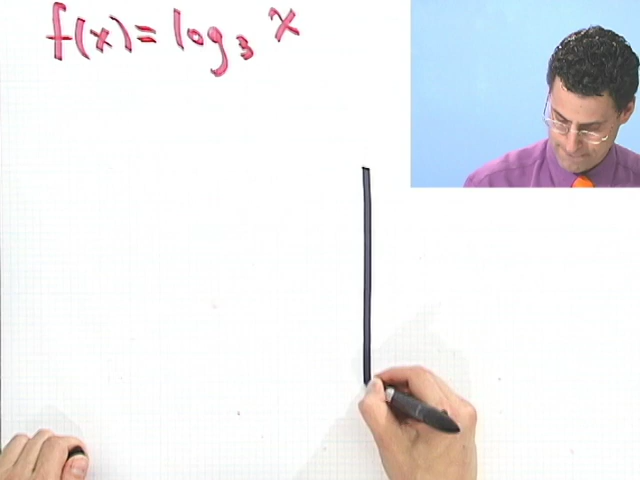 f(x) = log₃ x